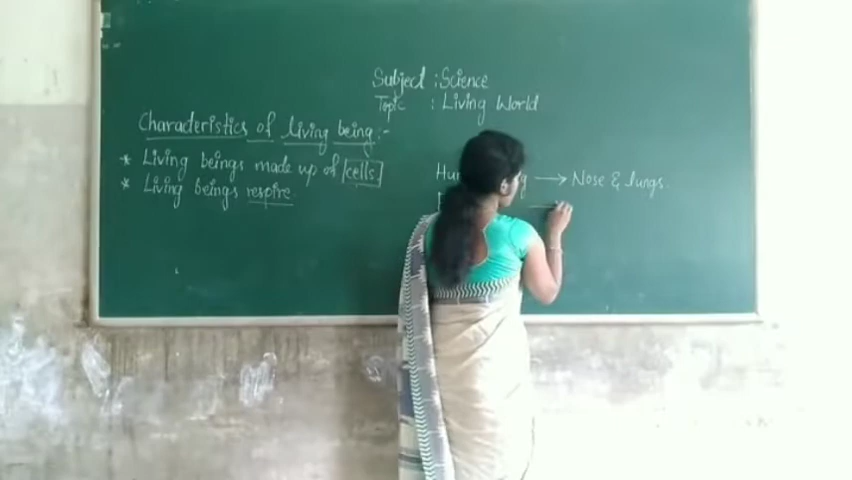 Subject : Science
Topic : Living World
Characteristics of living being :-
* Living beings made up of cells
* Living beings respire
→ Nose & lungs.